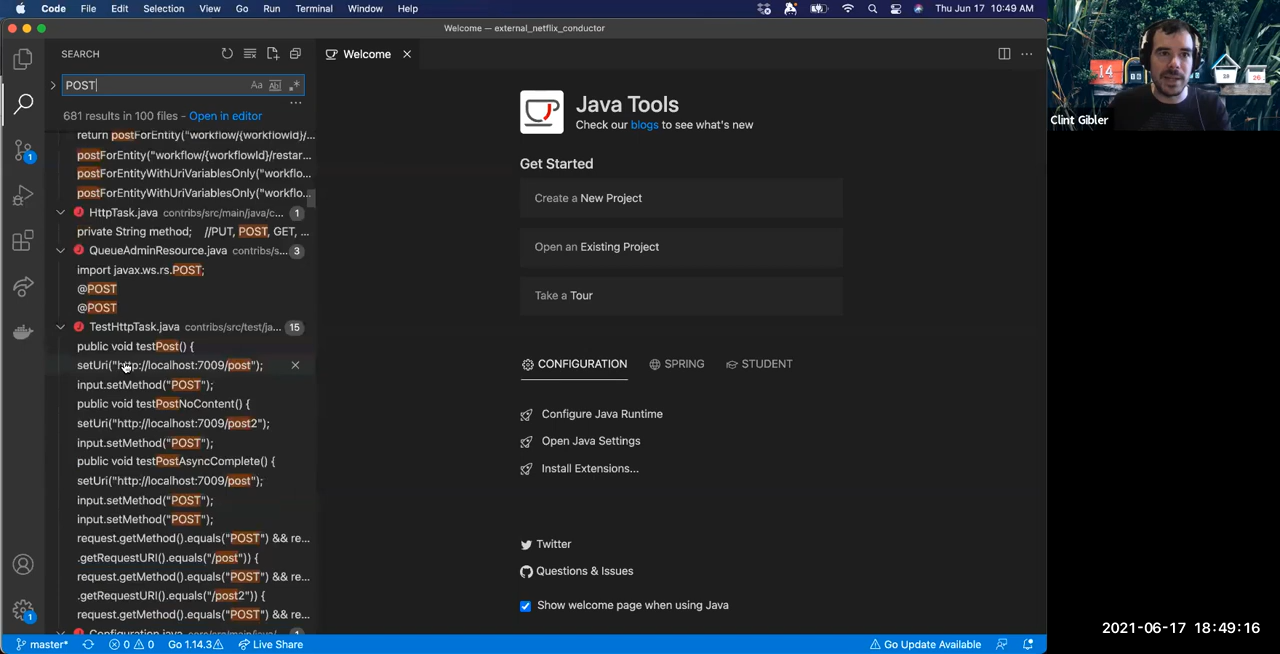 Code File Edit Selection View Go Run Terminal Window Help Thu Jun 17 10:49 AM
Welcome — external_netflix_conductor
SEARCH
Welcome
POST
Aa
681 results in 100 files - Open in editor
return postForEntity("workflow/{workflowId}/...
postForEntity("workflow/{workflowId}/restar...
postForEntityWithUriVariablesOnly("workflo...
postForEntityWithUriVariablesOnly("workflo...
HttpTask.java contribs/src/main/java/c... 1
private String method; //PUT, POST, GET, ...
QueueAdminResource.java contribs/s... 3
import javax.ws.rs.POST;
@POST
@POST
TestHttpTask.java contribs/src/test/ja... 15
public void testPost() {
setUri("http://localhost:7009/post");
input.setMethod("POST");
public void testPostNoContent() {
setUri("http://localhost:7009/post2");
input.setMethod("POST");
public void testPostAsyncComplete() {
setUri("http://localhost:7009/post");
input.setMethod("POST");
input.setMethod("POST");
request.getMethod().equals("POST") && re...
.getRequestURI().equals("/post")) {
request.getMethod().equals("POST") && re...
.getRequestURI().equals("/post2")) {
request.getMethod().equals("POST") && re...
Configuration.java
Java Tools
Check our blogs to see what's new
Get Started
Create a New Project
Open an Existing Project
Take a Tour
CONFIGURATION SPRING STUDENT
Configure Java Runtime
Open Java Settings
Install Extensions...
Twitter
Questions & Issues
Show welcome page when using Java
1
1
master* 0 0 Go 1.14.3 Live Share Go Update Available
14
Clint Gibler
2021-06-17 18:49:16